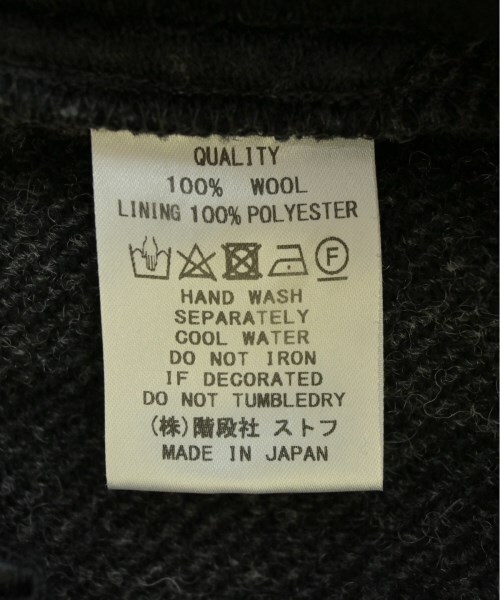 QUALITY
100% WOOL
LINING 100% POLYESTER
F
HAND WASH
SEPARATELY
COOL WATER
DO NOT IRON
IF DECORATED
DO NOT TUMBLEDRY
(株)階段社 ストフ
MADE IN JAPAN